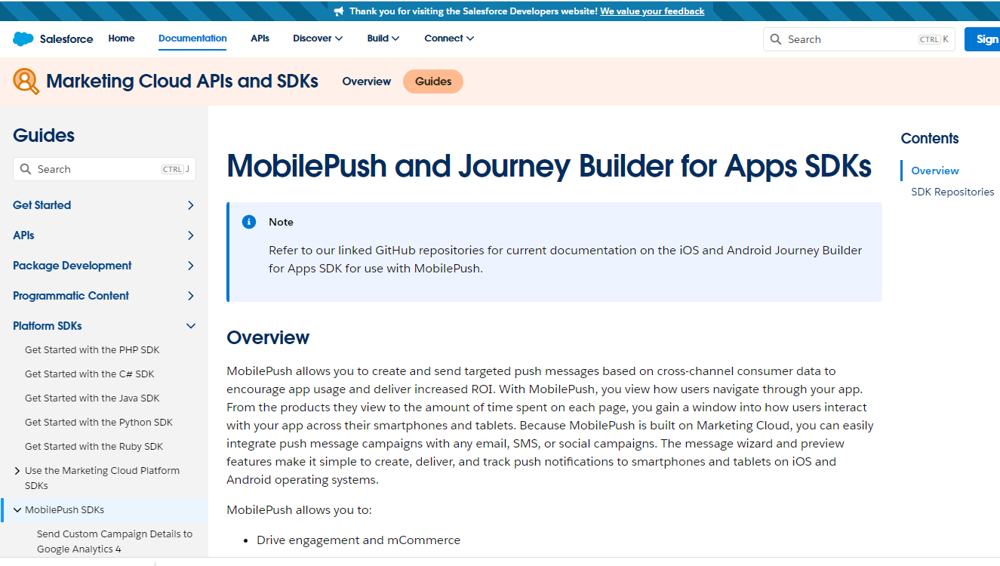 Thank you for visiting the Salesforce Developers website! We value your feedback
Salesforce Home Documentation APIs Discover Build Connect Search CTRL K Sign
Marketing Cloud APIs and SDKs Overview Guides
Guides
Search CTRL J
Get Started
APIs
Package Development
Programmatic Content
Platform SDKs
Get Started with the PHP SDK
Get Started with the C# SDK
Get Started with the Java SDK
Get Started with the Python SDK
Get Started with the Ruby SDK
Use the Marketing Cloud Platform
SDKs
MobilePush SDKs
Send Custom Campaign Details to
Google Analytics 4
MobilePush and Journey Builder for Apps SDKs
Note
Refer to our linked GitHub repositories for current documentation on the iOS and Android Journey Builder
for Apps SDK for use with MobilePush.
Overview
MobilePush allows you to create and send targeted push messages based on cross-channel consumer data to
encourage app usage and deliver increased ROI. With MobilePush, you view how users navigate through your app.
From the products they view to the amount of time spent on each page, you gain a window into how users interact
with your app across their smartphones and tablets. Because MobilePush is built on Marketing Cloud, you can easily
integrate push message campaigns with any email, SMS, or social campaigns. The message wizard and preview
features make it simple to create, deliver, and track push notifications to smartphones and tablets on iOS and
Android operating systems.
MobilePush allows you to:
• Drive engagement and mCommerce
Contents
Overview
SDK Repositories